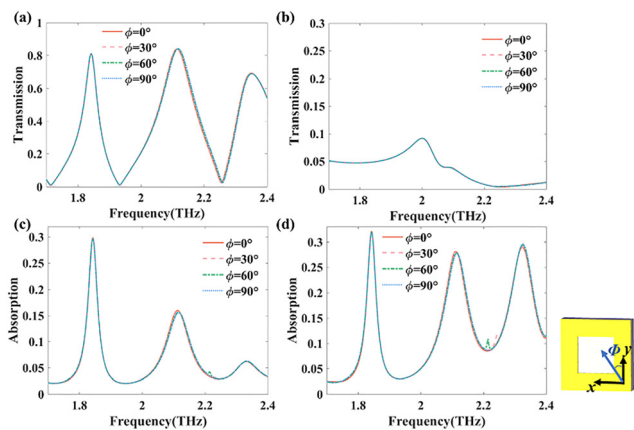 (a)
ϕ=0°
ϕ=30°
ϕ=60°
ϕ=90°
Transmission
1
0.8
0.6
0.4
0.2
0
1.8 2 2.2 2.4
Frequency(THz)
(b)
ϕ=0°
ϕ=30°
ϕ=60°
ϕ=90°
Transmission
0.3
0.25
0.2
0.15
0.1
0.05
0
1.8 2 2.2 2.4
Frequency(THz)
(c)
ϕ=0°
ϕ=30°
ϕ=60°
ϕ=90°
Absorption
0.3
0.25
0.2
0.15
0.1
0.05
0
1.8 2 2.2 2.4
Frequency(THz)
(d)
ϕ=0°
ϕ=30°
ϕ=60°
ϕ=90°
Absorption
0.3
0.25
0.2
0.15
0.1
0.05
0
1.8 2 2.2 2.4
Frequency(THz)
Φ y
x